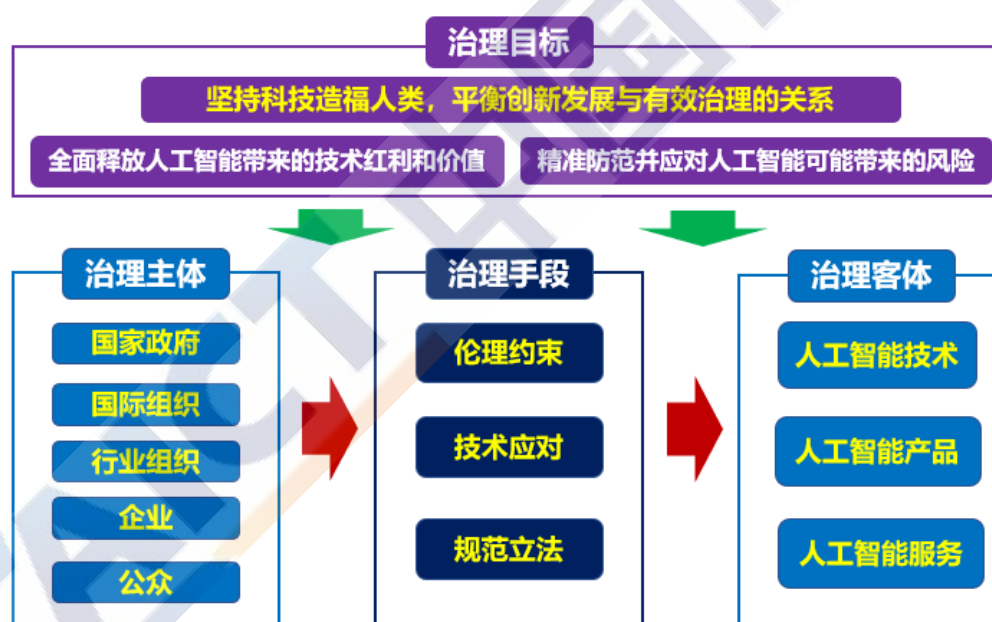 治理目标
坚持科技造福人类，平衡创新发展与有效治理的关系
全面释放人工智能带来的技术红利和价值
精准防范并应对人工智能可能带来的风险
治理主体
国家政府
国际组织
行业组织
企业
公众
治理手段
伦理约束
技术应对
规范立法
治理客体
人工智能技术
人工智能产品
人工智能服务